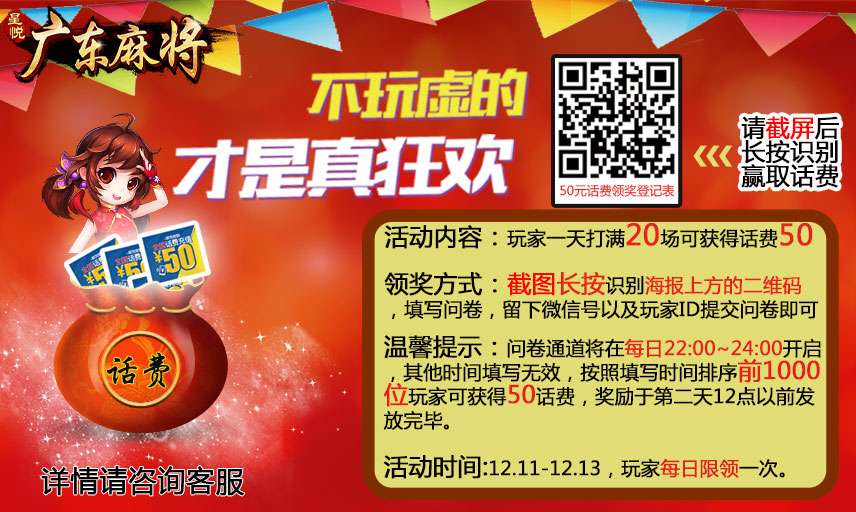 星悦
广东麻将
不玩虚的
才是真狂欢
50元话费领奖登记表
请截屏后
长按识别
赢取话费
全国话费充值
¥50
话费
详情请咨询客服
活动内容：玩家一天打满20场可获得话费50
领奖方式：截图长按识别海报上方的二维码
，填写问卷，留下微信号以及玩家ID提交问卷即可
温馨提示：问卷通道将在每日22:00~24:00开启
，其他时间填写无效，按照填写时间排序前1000
位玩家可获得50话费，奖励于第二天12点以前发
放完毕。
活动时间:12.11-12.13，玩家每日限领一次。